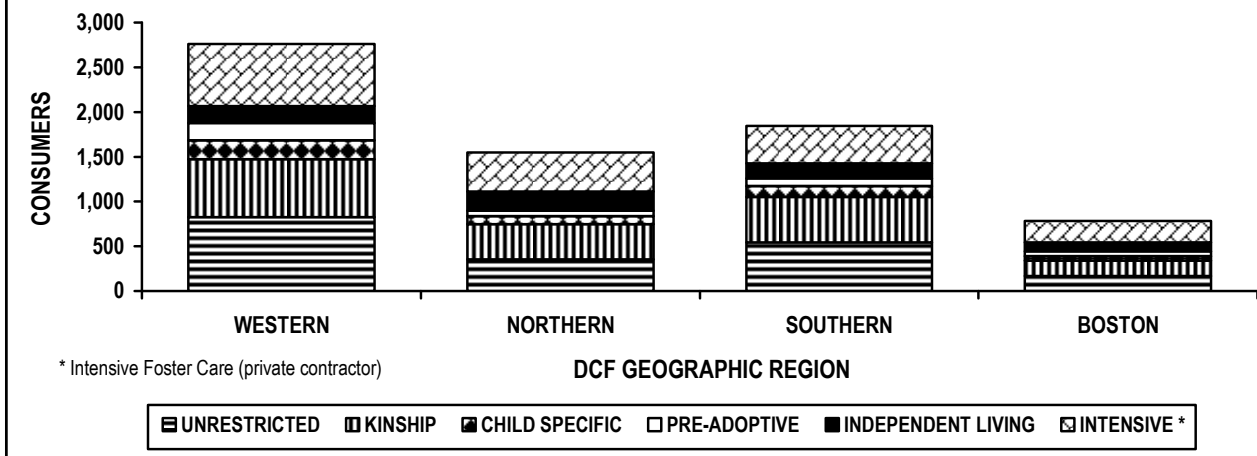 3,000
2,500
2,000
1,500
1,000
500
0
CONSUMERS
WESTERN NORTHERN SOUTHERN BOSTON
* Intensive Foster Care (private contractor)
DCF GEOGRAPHIC REGION
UNRESTRICTED KINSHIP CHILD SPECIFIC PRE-ADOPTIVE INDEPENDENT LIVING INTENSIVE *